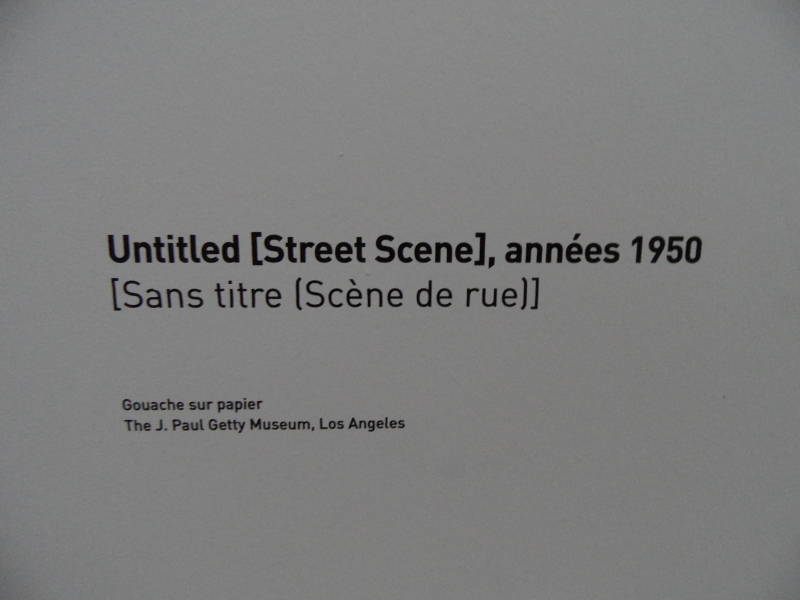 Untitled [Street Scene], années 1950
[Sans titre (Scène de rue)]
Gouache sur papier
The J. Paul Getty Museum, Los Angeles